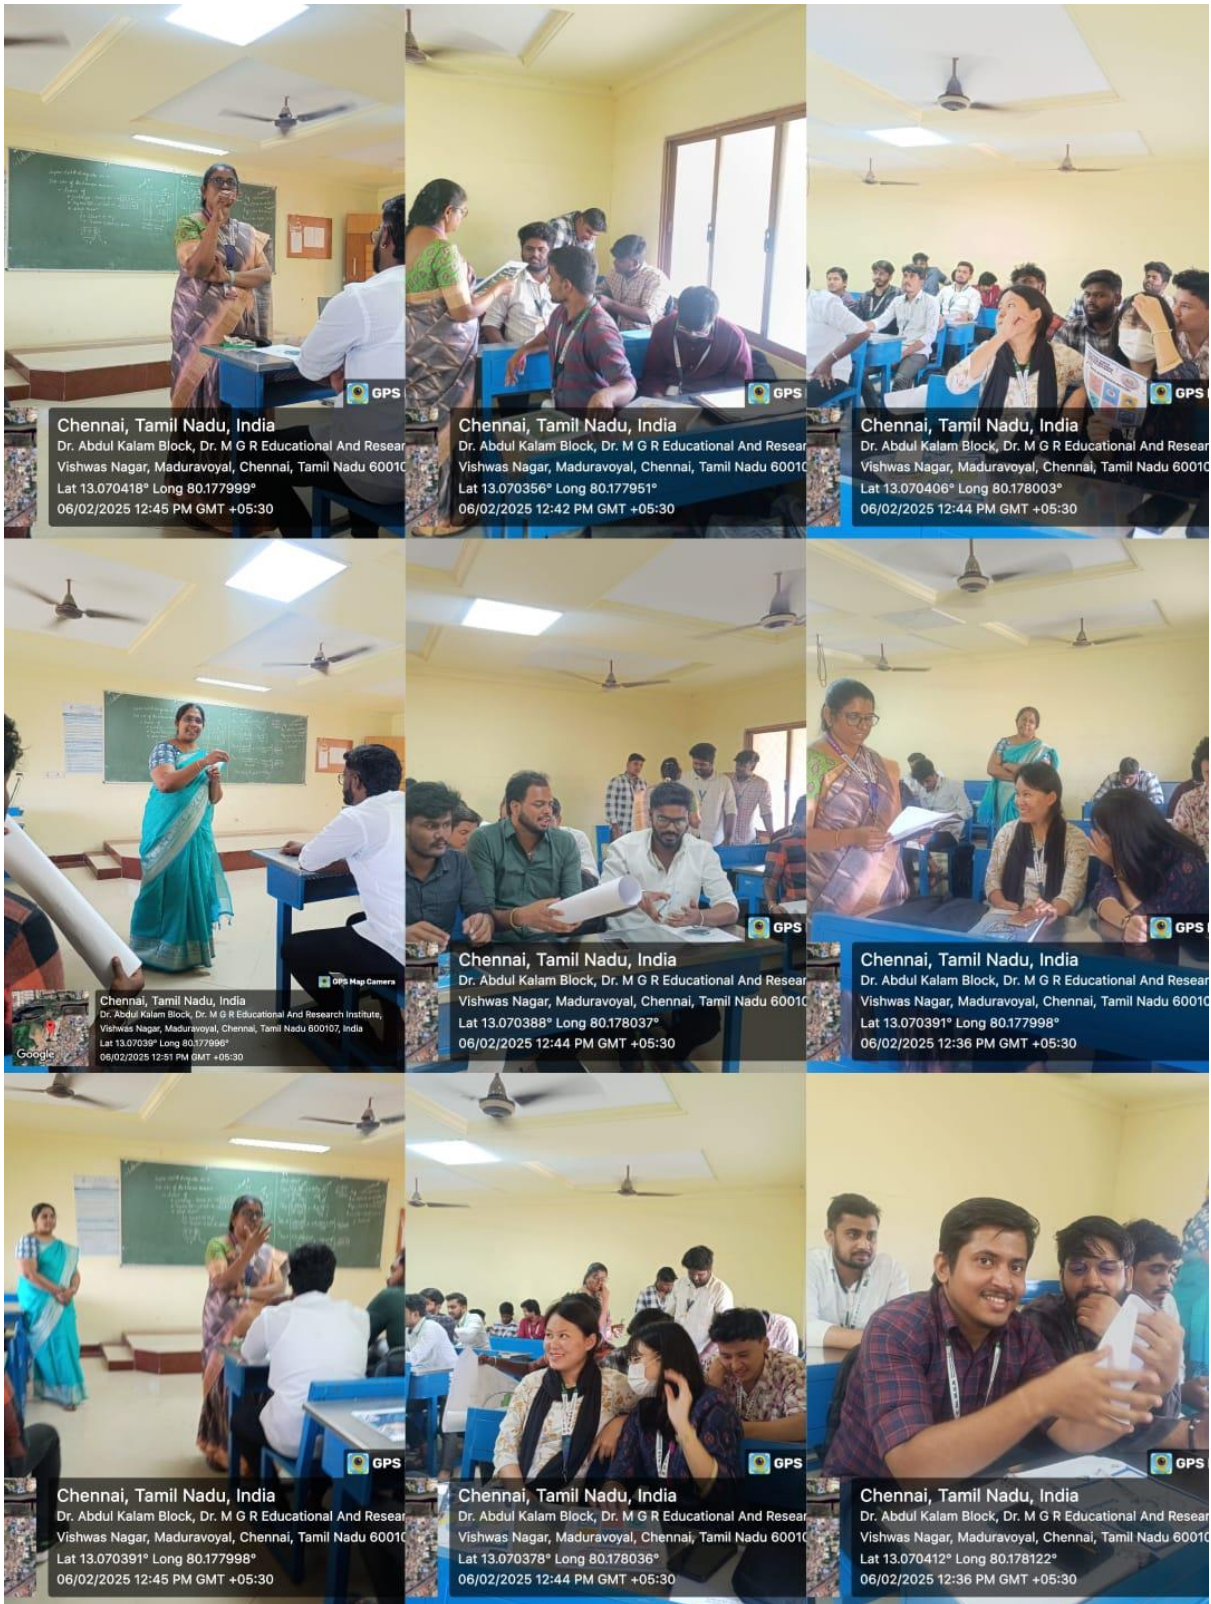 GPS
Chennai, Tamil Nadu, India
Dr. Abdul Kalam Block, Dr. M G R Educational And Resear
Vishwas Nagar, Maduravoyal, Chennai, Tamil Nadu 60010
Lat 13.070418° Long 80.177999°
06/02/2025 12:45 PM GMT +05:30
GPS
Chennai, Tamil Nadu, India
Dr. Abdul Kalam Block, Dr. M G R Educational And Resear
Vishwas Nagar, Maduravoyal, Chennai, Tamil Nadu 60010
Lat 13.070356° Long 80.177951°
06/02/2025 12:42 PM GMT +05:30
GPS
Chennai, Tamil Nadu, India
Dr. Abdul Kalam Block, Dr. M G R Educational And Resear
Vishwas Nagar, Maduravoyal, Chennai, Tamil Nadu 60010
Lat 13.070406° Long 80.178003°
06/02/2025 12:44 PM GMT +05:30
GPS Map Camera
Chennai, Tamil Nadu, India
Dr. Abdul Kalam Block, Dr. M G R Educational And Research Institute,
Vishwas Nagar, Maduravoyal, Chennai, Tamil Nadu 600107, India
Lat 13.07039° Long 80.177996°
06/02/2025 12:51 PM GMT +05:30
Google
GPS
Chennai, Tamil Nadu, India
Dr. Abdul Kalam Block, Dr. M G R Educational And Resear
Vishwas Nagar, Maduravoyal, Chennai, Tamil Nadu 60010
Lat 13.070388° Long 80.178037°
06/02/2025 12:44 PM GMT +05:30
GPS
Chennai, Tamil Nadu, India
Dr. Abdul Kalam Block, Dr. M G R Educational And Resear
Vishwas Nagar, Maduravoyal, Chennai, Tamil Nadu 60010
Lat 13.070391° Long 80.177998°
06/02/2025 12:36 PM GMT +05:30
GPS
Chennai, Tamil Nadu, India
Dr. Abdul Kalam Block, Dr. M G R Educational And Resear
Vishwas Nagar, Maduravoyal, Chennai, Tamil Nadu 60010
Lat 13.070391° Long 80.177998°
06/02/2025 12:45 PM GMT +05:30
GPS
Chennai, Tamil Nadu, India
Dr. Abdul Kalam Block, Dr. M G R Educational And Resear
Vishwas Nagar, Maduravoyal, Chennai, Tamil Nadu 60010
Lat 13.070378° Long 80.178036°
06/02/2025 12:44 PM GMT +05:30
GPS
Chennai, Tamil Nadu, India
Dr. Abdul Kalam Block, Dr. M G R Educational And Resear
Vishwas Nagar, Maduravoyal, Chennai, Tamil Nadu 60010
Lat 13.070412° Long 80.178122°
06/02/2025 12:36 PM GMT +05:30